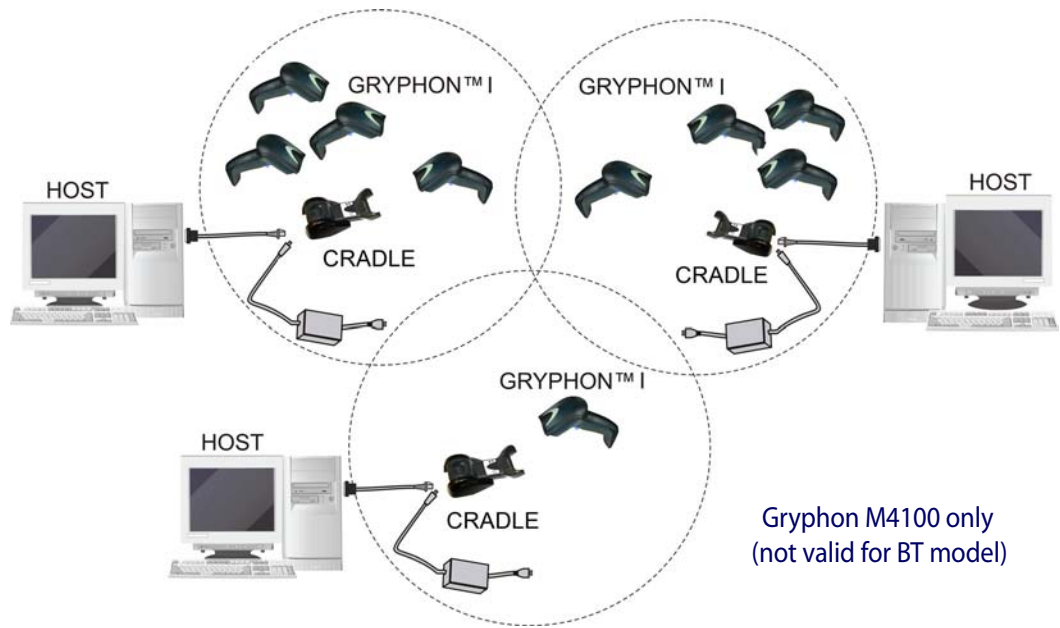 GRYPHON™ I
GRYPHON™ I
HOST
HOST
CRADLE
CRADLE
GRYPHON™ I
HOST
CRADLE
Gryphon M4100 only
(not valid for BT model)